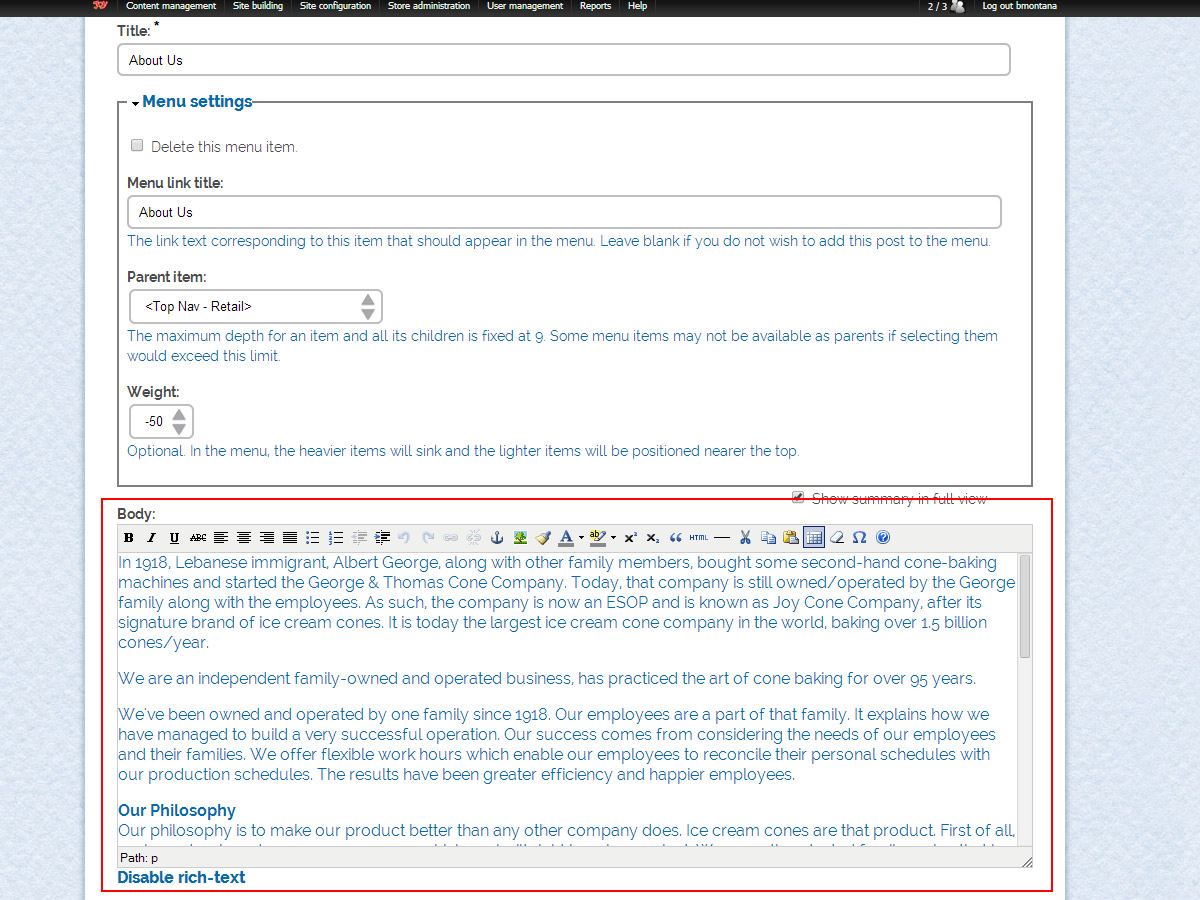 Content management Site building Site configuration Store administration User management Reports Help 2 / 3 Log out bmontana
Title: *
About Us
Menu settings
Delete this menu item.
Menu link title:
About Us
The link text corresponding to this item that should appear in the menu. Leave blank if you do not wish to add this post to the menu.
Parent item:
<Top Nav - Retail>
The maximum depth for an item and all its children is fixed at 9. Some menu items may not be available as parents if selecting them
would exceed this limit.
Weight:
-50
Optional. In the menu, the heavier items will sink and the lighter items will be positioned nearer the top.
Show summary in full view
Body:
B I U ABC A ab x² x₂ HTML Ω ?
In 1918, Lebanese immigrant, Albert George, along with other family members, bought some second-hand cone-baking
machines and started the George & Thomas Cone Company. Today, that company is still owned/operated by the George
family along with the employees. As such, the company is now an ESOP and is known as Joy Cone Company, after its
signature brand of ice cream cones. It is today the largest ice cream cone company in the world, baking over 1.5 billion
cones/year.
We are an independent family-owned and operated business, has practiced the art of cone baking for over 95 years.
We've been owned and operated by one family since 1918. Our employees are a part of that family. It explains how we
have managed to build a very successful operation. Our success comes from considering the needs of our employees
and their families. We offer flexible work hours which enable our employees to reconcile their personal schedules with
our production schedules. The results have been greater efficiency and happier employees.
Our Philosophy
Our philosophy is to make our product better than any other company does. Ice cream cones are that product. First of all,
Path: p
Disable rich-text